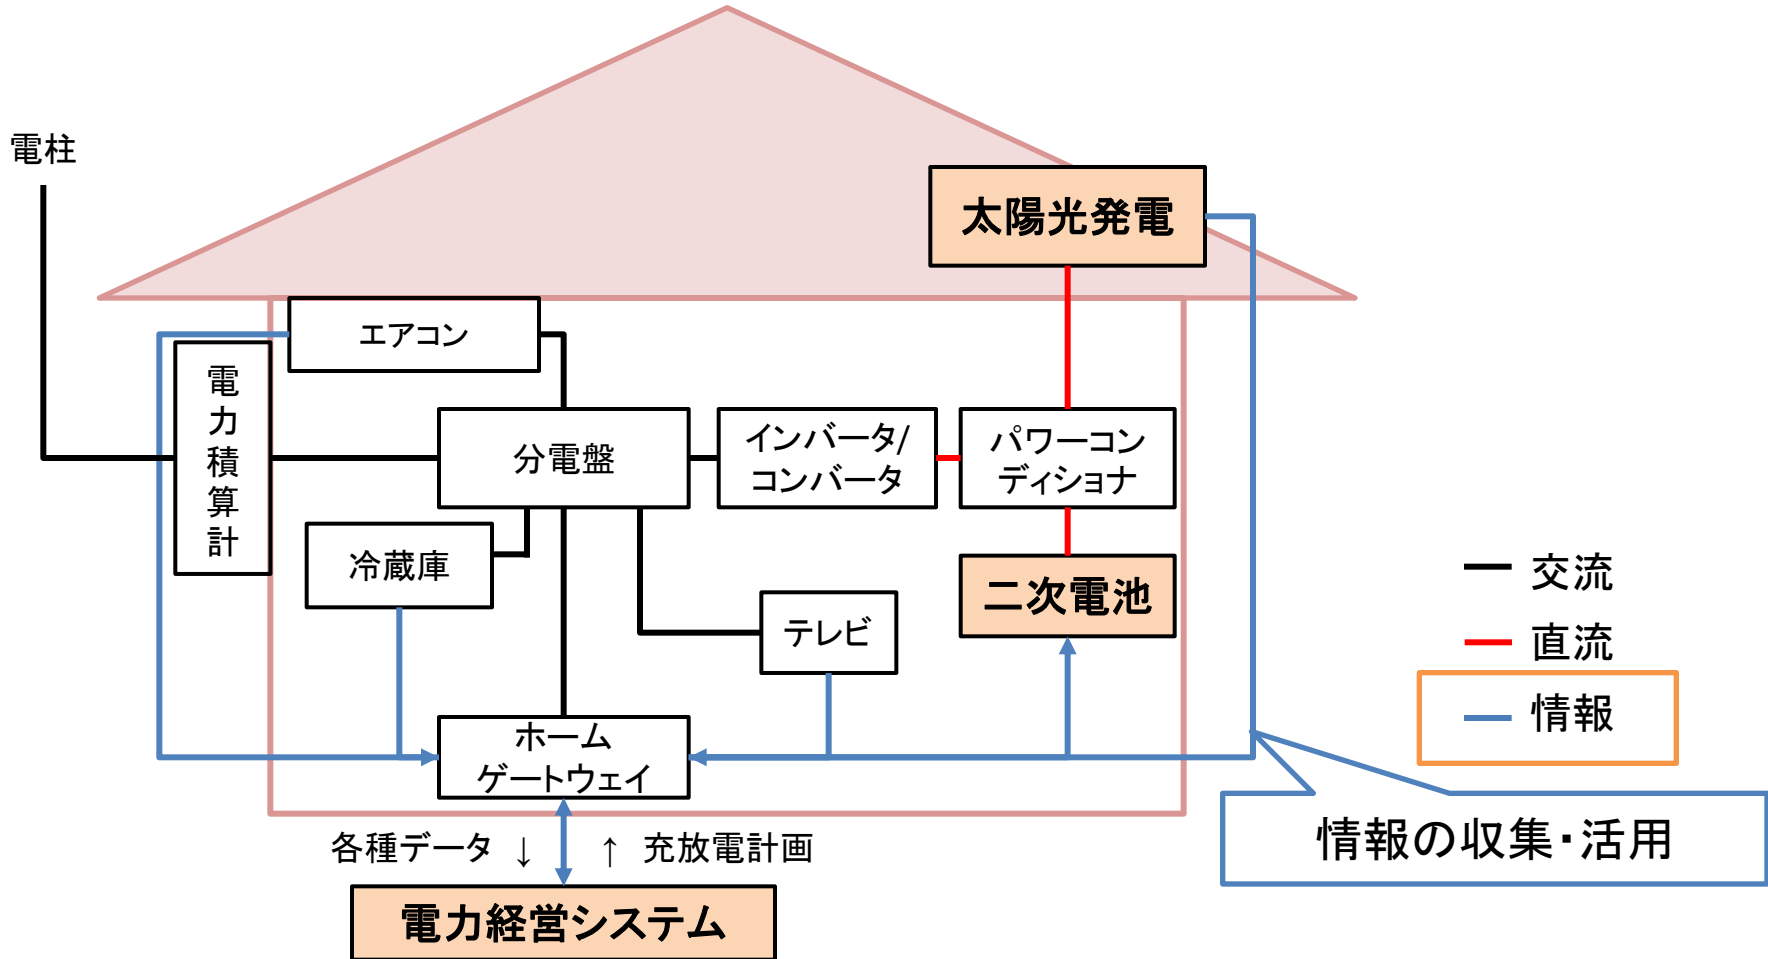 電柱
太陽光発電
エアコン
電
力
積
算
計
分電盤
インバータ/
コンバータ
パワーコン
ディショナ
冷蔵庫
テレビ
二次電池
交流
直流
情報
ホーム
ゲートウェイ
各種データ ↓ ↑ 充放電計画
情報の収集・活用
電力経営システム